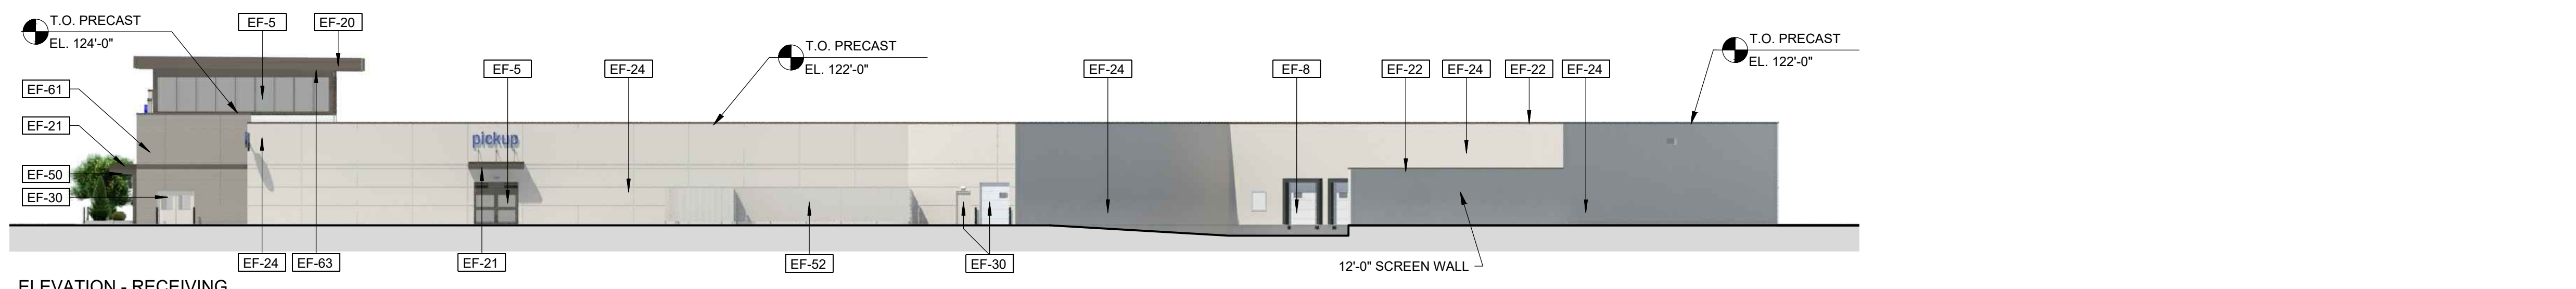 T.O. PRECAST
EL. 124'-0"
EF-5
EF-20
T.O. PRECAST
EL. 122'-0"
T.O. PRECAST
EL. 122'-0"
EF-61
EF-21
EF-50
EF-30
EF-5
EF-24
EF-24
EF-8
EF-22
EF-24
EF-22
EF-24
pickup
EF-24
EF-63
EF-21
EF-52
EF-30
12'-0" SCREEN WALL
ELEVATION - RECEIVING